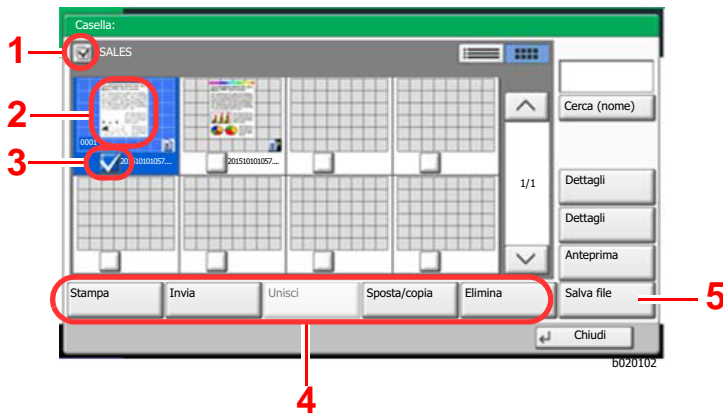 Casella:
1
SALES
2
Cerca (nome)
0001
3
201510101057....
201510101057....
1/1
Dettagli
Dettagli
Anteprima
Stampa
Invia
Unisci
Sposta/copia
Elimina
Salva file
5
Chiudi
b020102
4